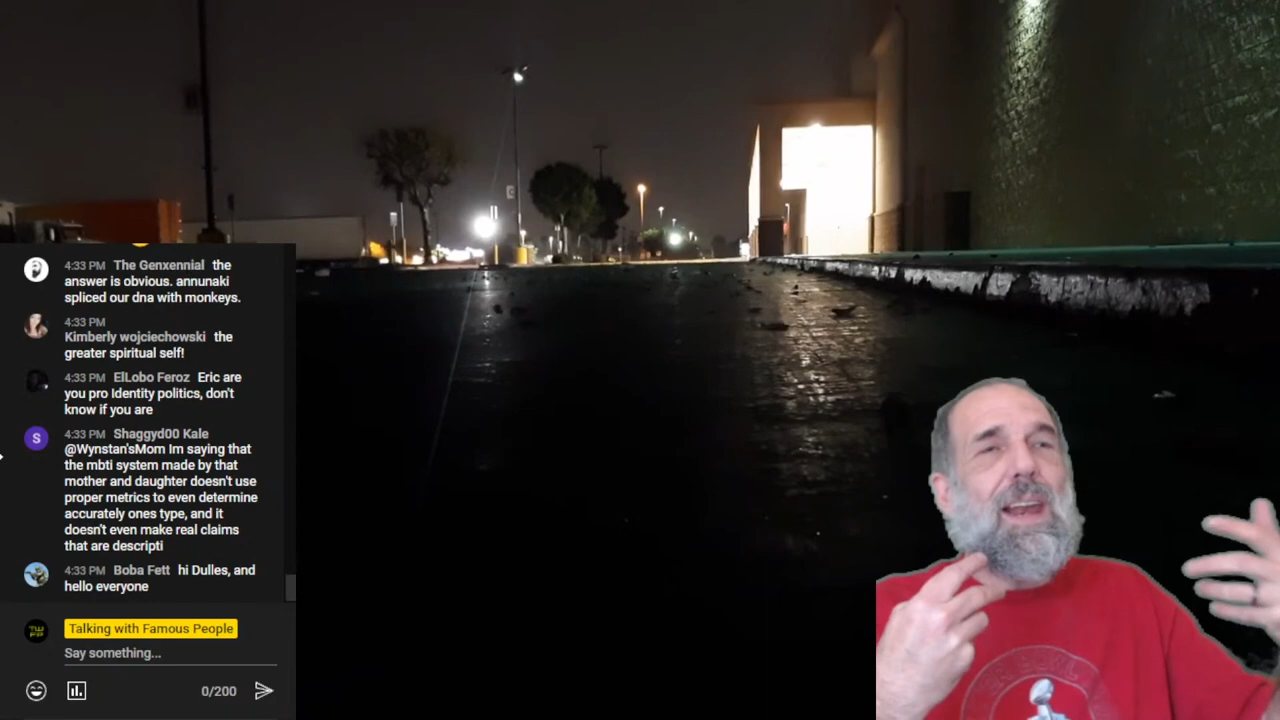 4:33 PM The Genxennial the
answer is obvious. annunaki
spliced our dna with monkeys.
4:33 PM
Kimberly wojciechowski the
greater spiritual self!
4:33 PM ElLobo Feroz Eric are
you pro Identity politics, don't
know if you are
S 4:33 PM Shaggyd00 Kale
@Wynstan'sMom Im saying that
the mbti system made by that
mother and daughter doesn't use
proper metrics to even determine
accurately ones type, and it
doesn't even make real claims
that are descripti
4:33 PM Boba Fett hi Dulles, and
hello everyone
TWFP Talking with Famous People
Say something...
0/200